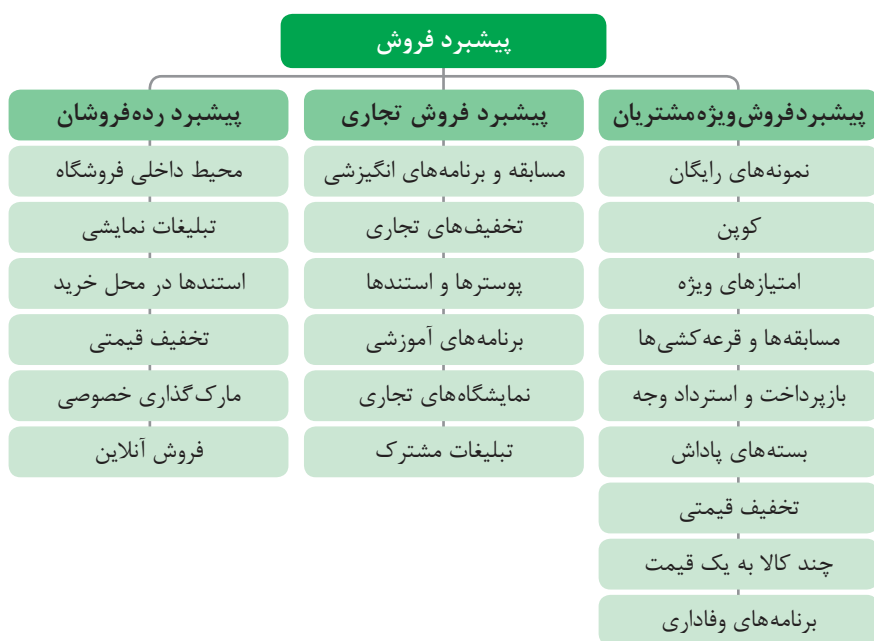 پیشبرد فروش
پیشبردفروش‌ویژه‌مشتریان
نمونه‌های رایگان
کوپن
امتیازهای ویژه
مسابقه‌ها و قرعه‌کشی‌ها
بازپرداخت و استرداد وجه
بسته‌های پاداش
تخفیف قیمتی
چند کالا به یک قیمت
برنامه‌های وفاداری
پیشبرد فروش تجاری
مسابقه و برنامه‌های انگیزشی
تخفیف‌های تجاری
پوسترها و استندها
برنامه‌های آموزشی
نمایشگاه‌های تجاری
تبلیغات مشترک
پیشبرد رده‌فروشان
محیط داخلی فروشگاه
تبلیغات نمایشی
استندها در محل خرید
تخفیف قیمتی
مارک‌گذاری خصوصی
فروش آنلاین